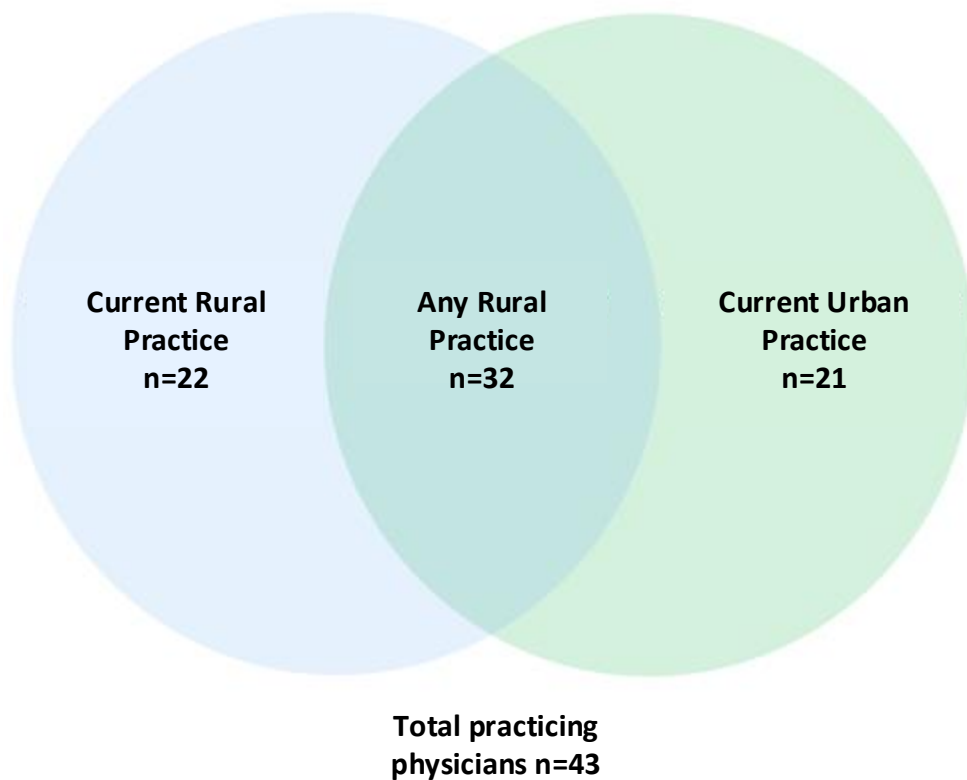 Current Rural
Practice
n=22
Any Rural
Practice
n=32
Current Urban
Practice
n=21
Total practicing
physicians n=43